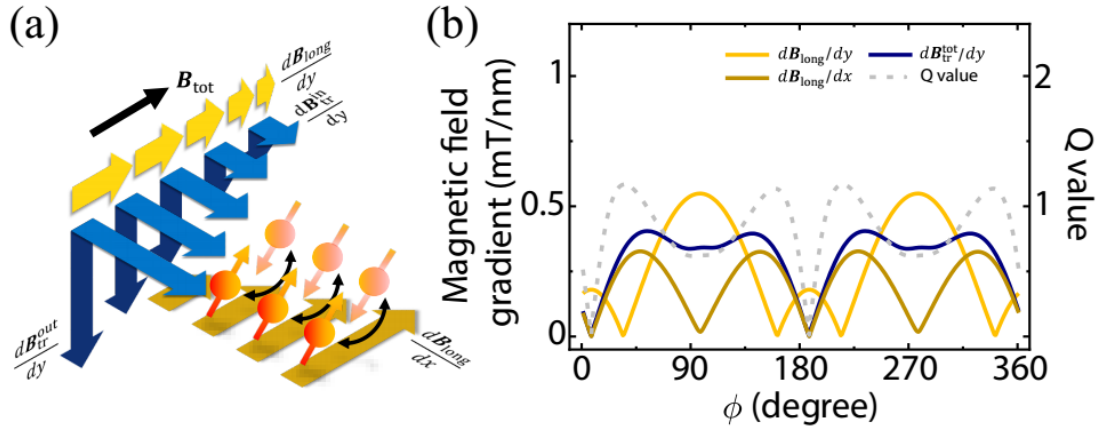 (a)
B_tot
dB_long/dy
dB_tr^in/dy
dB_tr^out/dy
dB_long/dx
(b)
Magnetic field
gradient (mT/nm)
1
0.5
0
dB_long/dy
dB_long/dx
dB_tr^tot/dy
Q value
2
1
0
Q value
0
90
180
270
360
ϕ (degree)